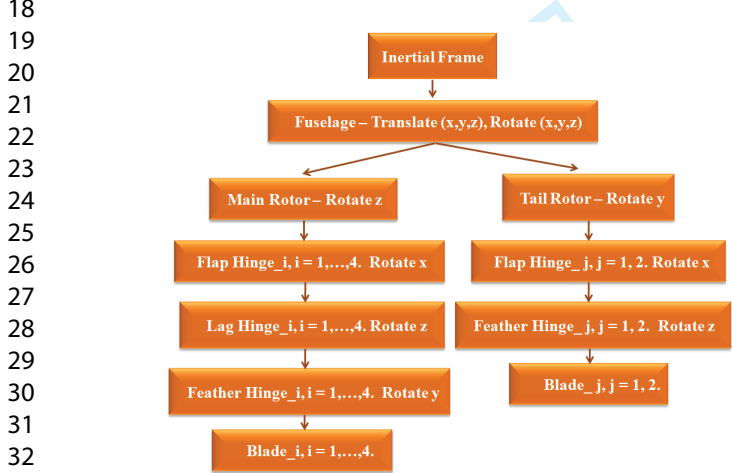 18
19
20
21
22
23
24
25
26
27
28
29
30
31
32
Inertial Frame
Fuselage – Translate (x,y,z), Rotate (x,y,z)
Main Rotor – Rotate z
Tail Rotor – Rotate y
Flap Hinge_i, i = 1,…,4. Rotate x
Flap Hinge_ j, j = 1, 2. Rotate x
Lag Hinge_i, i = 1,…,4. Rotate z
Feather Hinge_ j, j = 1, 2. Rotate z
Feather Hinge_i, i = 1,…,4. Rotate y
Blade_ j, j = 1, 2.
Blade_i, i = 1,…,4.